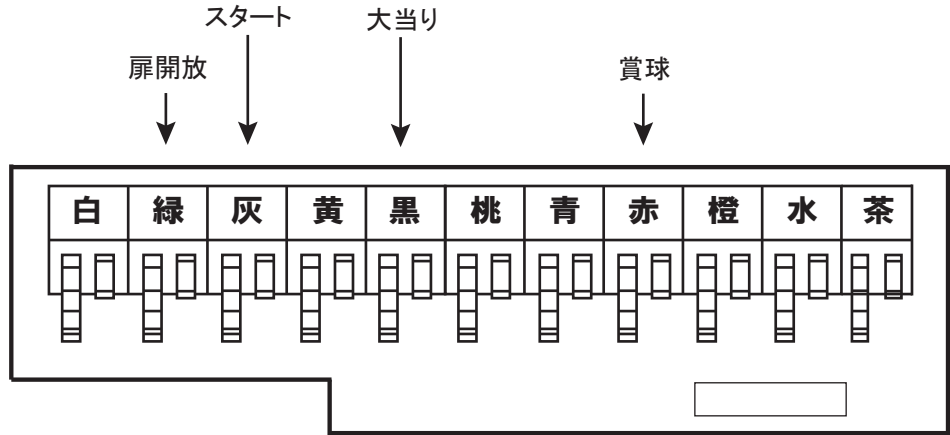 スタート
大当り
扉開放
賞球
白 緑 灰 黄 黒 桃 青 赤 橙 水 茶